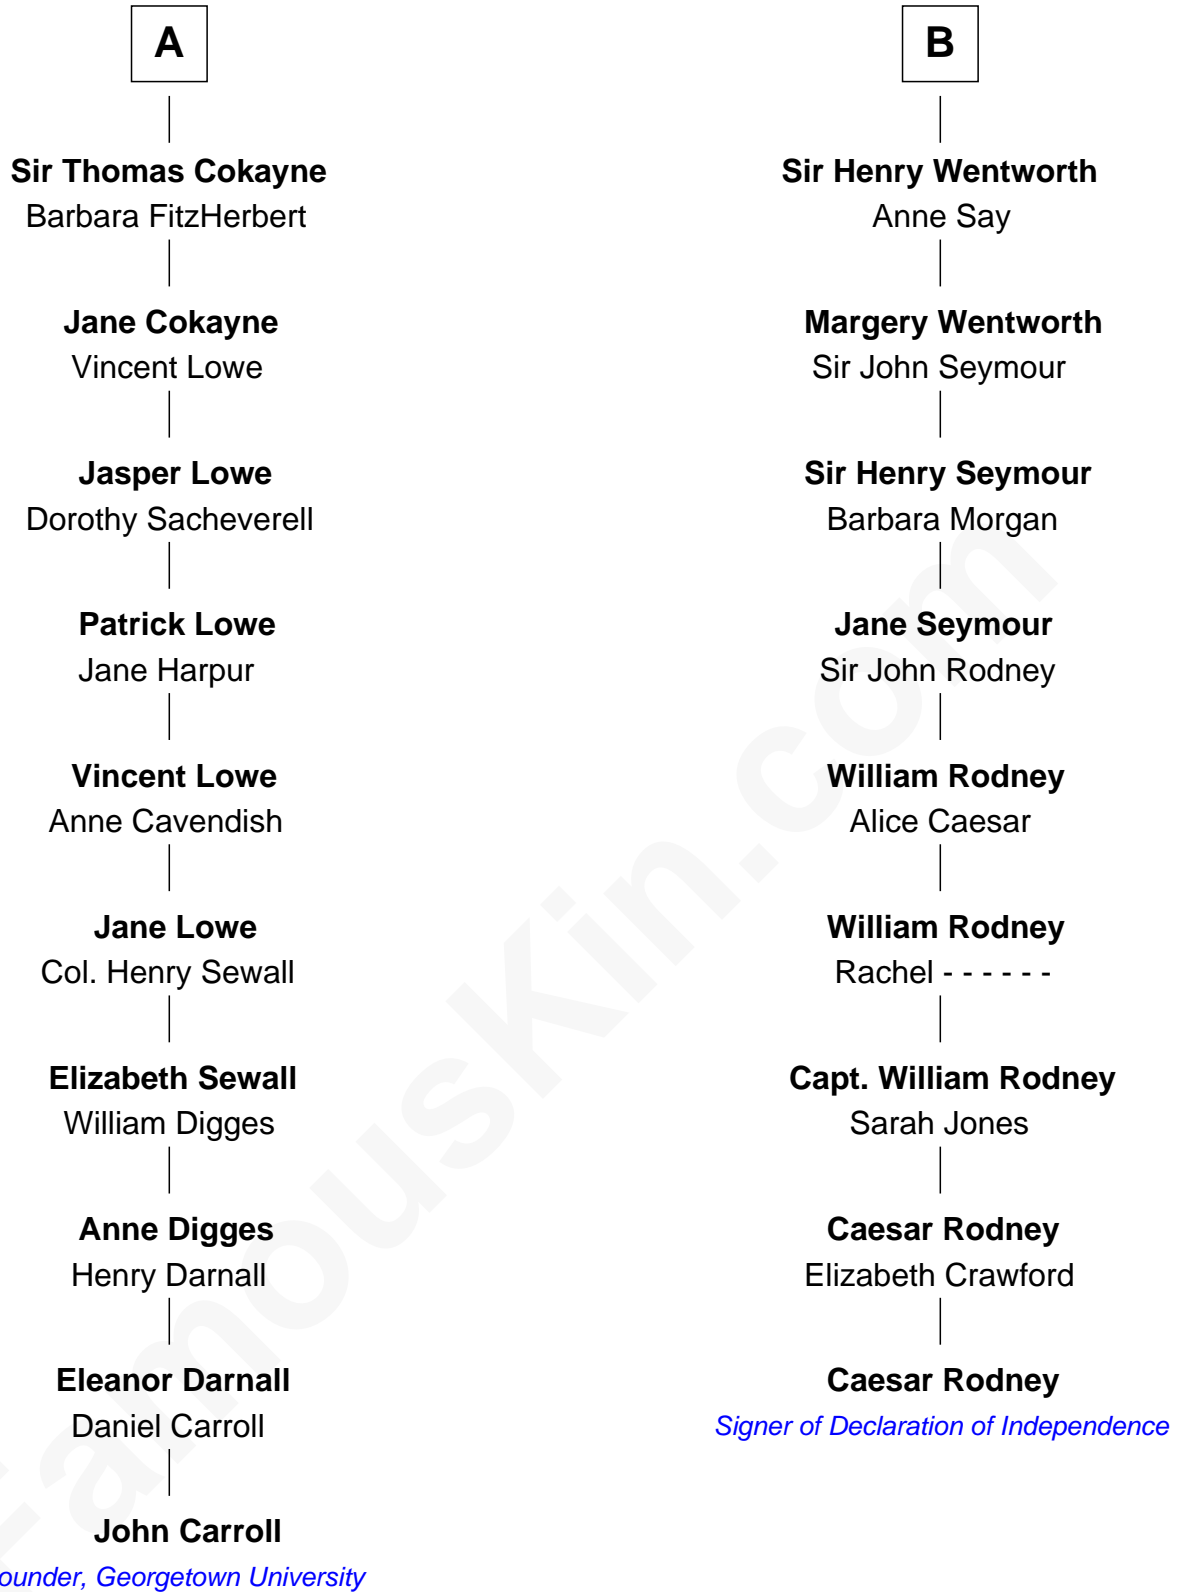 A
Sir Thomas Cokayne
Barbara FitzHerbert
Jane Cokayne
Vincent Lowe
Jasper Lowe
Dorothy Sacheverell
Patrick Lowe
Jane Harpur
Vincent Lowe
Anne Cavendish
Jane Lowe
Col. Henry Sewall
Elizabeth Sewall
William Digges
Anne Digges
Henry Darnall
Eleanor Darnall
Daniel Carroll
John Carroll
ounder, Georgetown University
B
Sir Henry Wentworth
Anne Say
Margery Wentworth
Sir John Seymour
Sir Henry Seymour
Barbara Morgan
Jane Seymour
Sir John Rodney
William Rodney
Alice Caesar
William Rodney
Rachel - - - - - -
Capt. William Rodney
Sarah Jones
Caesar Rodney
Elizabeth Crawford
Caesar Rodney
Signer of Declaration of Independence
FamousKin.com